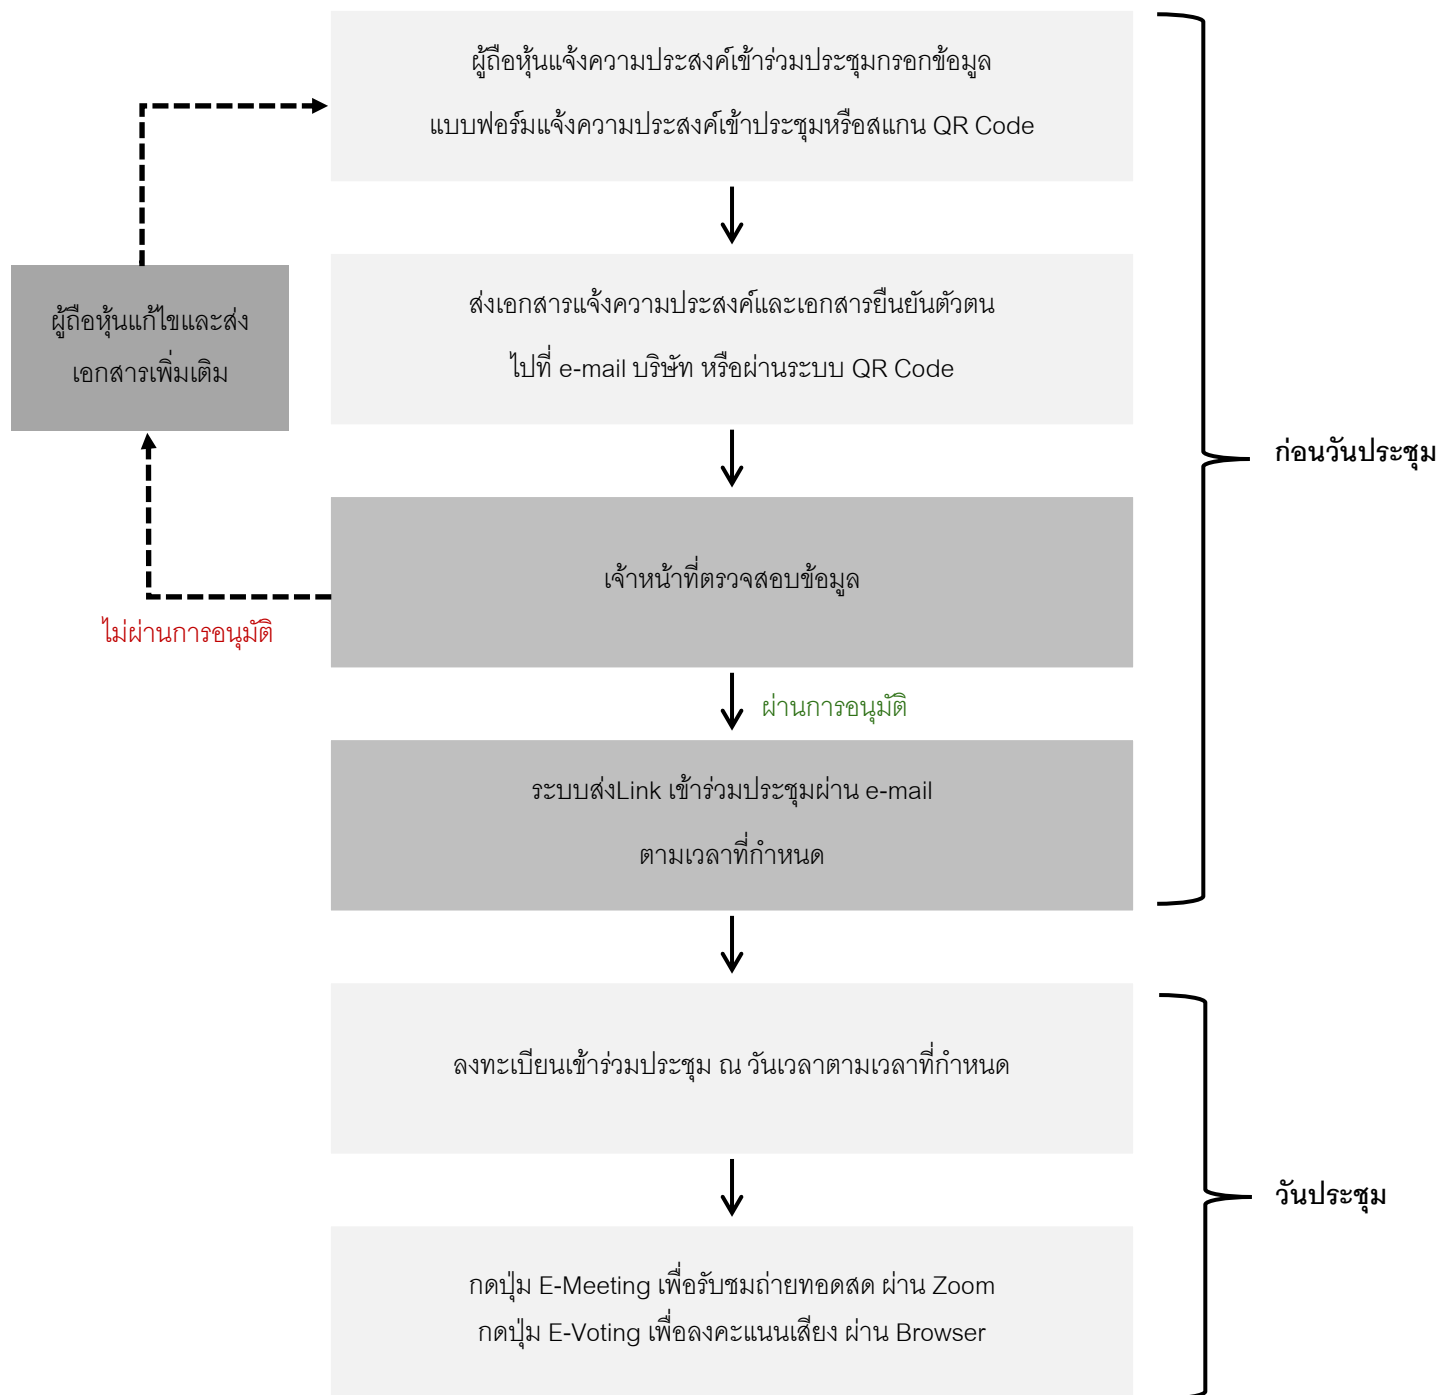 ผู้ถือหุ้นแจ้งความประสงค์เข้าร่วมประชุมกรอกข้อมูล
แบบฟอร์มแจ้งความประสงค์เข้าประชุมหรือสแกน QR Code
ส่งเอกสารแจ้งความประสงค์และเอกสารยืนยันตัวตน
ไปที่ e-mail บริษัท หรือผ่านระบบ QR Code
ผู้ถือหุ้นแก้ไขและส่ง
เอกสารเพิ่มเติม
ก่อนวันประชุม
เจ้าหน้าที่ตรวจสอบข้อมูล
ไม่ผ่านการอนุมัติ
ผ่านการอนุมัติ
ระบบส่งLink เข้าร่วมประชุมผ่าน e-mail
ตามเวลาที่กำหนด
ลงทะเบียนเข้าร่วมประชุม ณ วันเวลาตามเวลาที่กำหนด
วันประชุม
กดปุ่ม E-Meeting เพื่อรับชมถ่ายทอดสด ผ่าน Zoom
กดปุ่ม E-Voting เพื่อลงคะแนนเสียง ผ่าน Browser